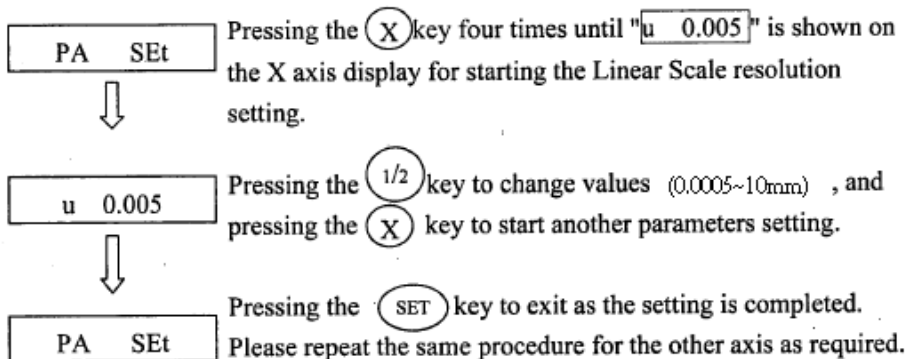 PA SEt
Pressing the X key four times until "u 0.005" is shown on
the X axis display for starting the Linear Scale resolution
setting.
u 0.005
Pressing the 1/2 key to change values (0.0005~10mm) , and
pressing the X key to start another parameters setting.
PA SEt
Pressing the SET key to exit as the setting is completed.
Please repeat the same procedure for the other axis as required.